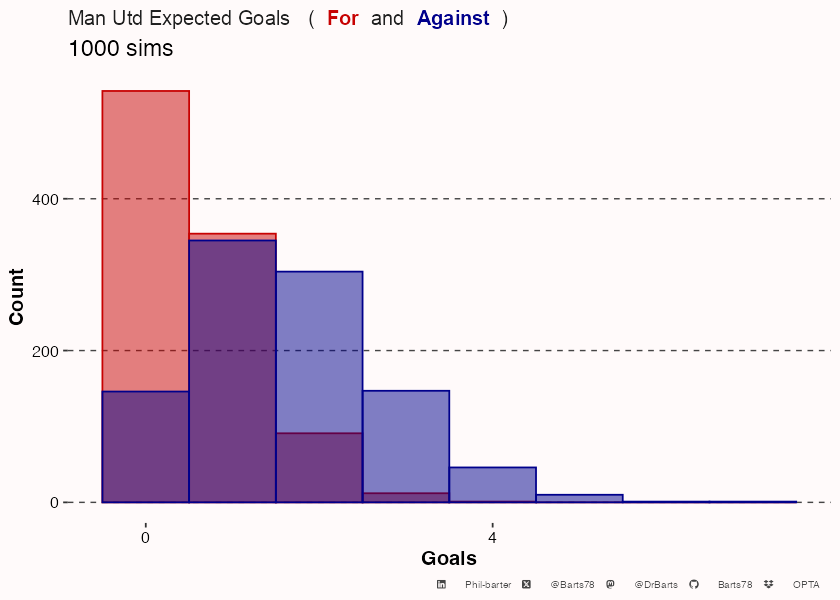 Man Utd Expected Goals ( For and Against )
1000 sims
Count
400
200
0
0 4
Goals
Phil-barter @Barts78 @DrBarts Barts78 OPTA